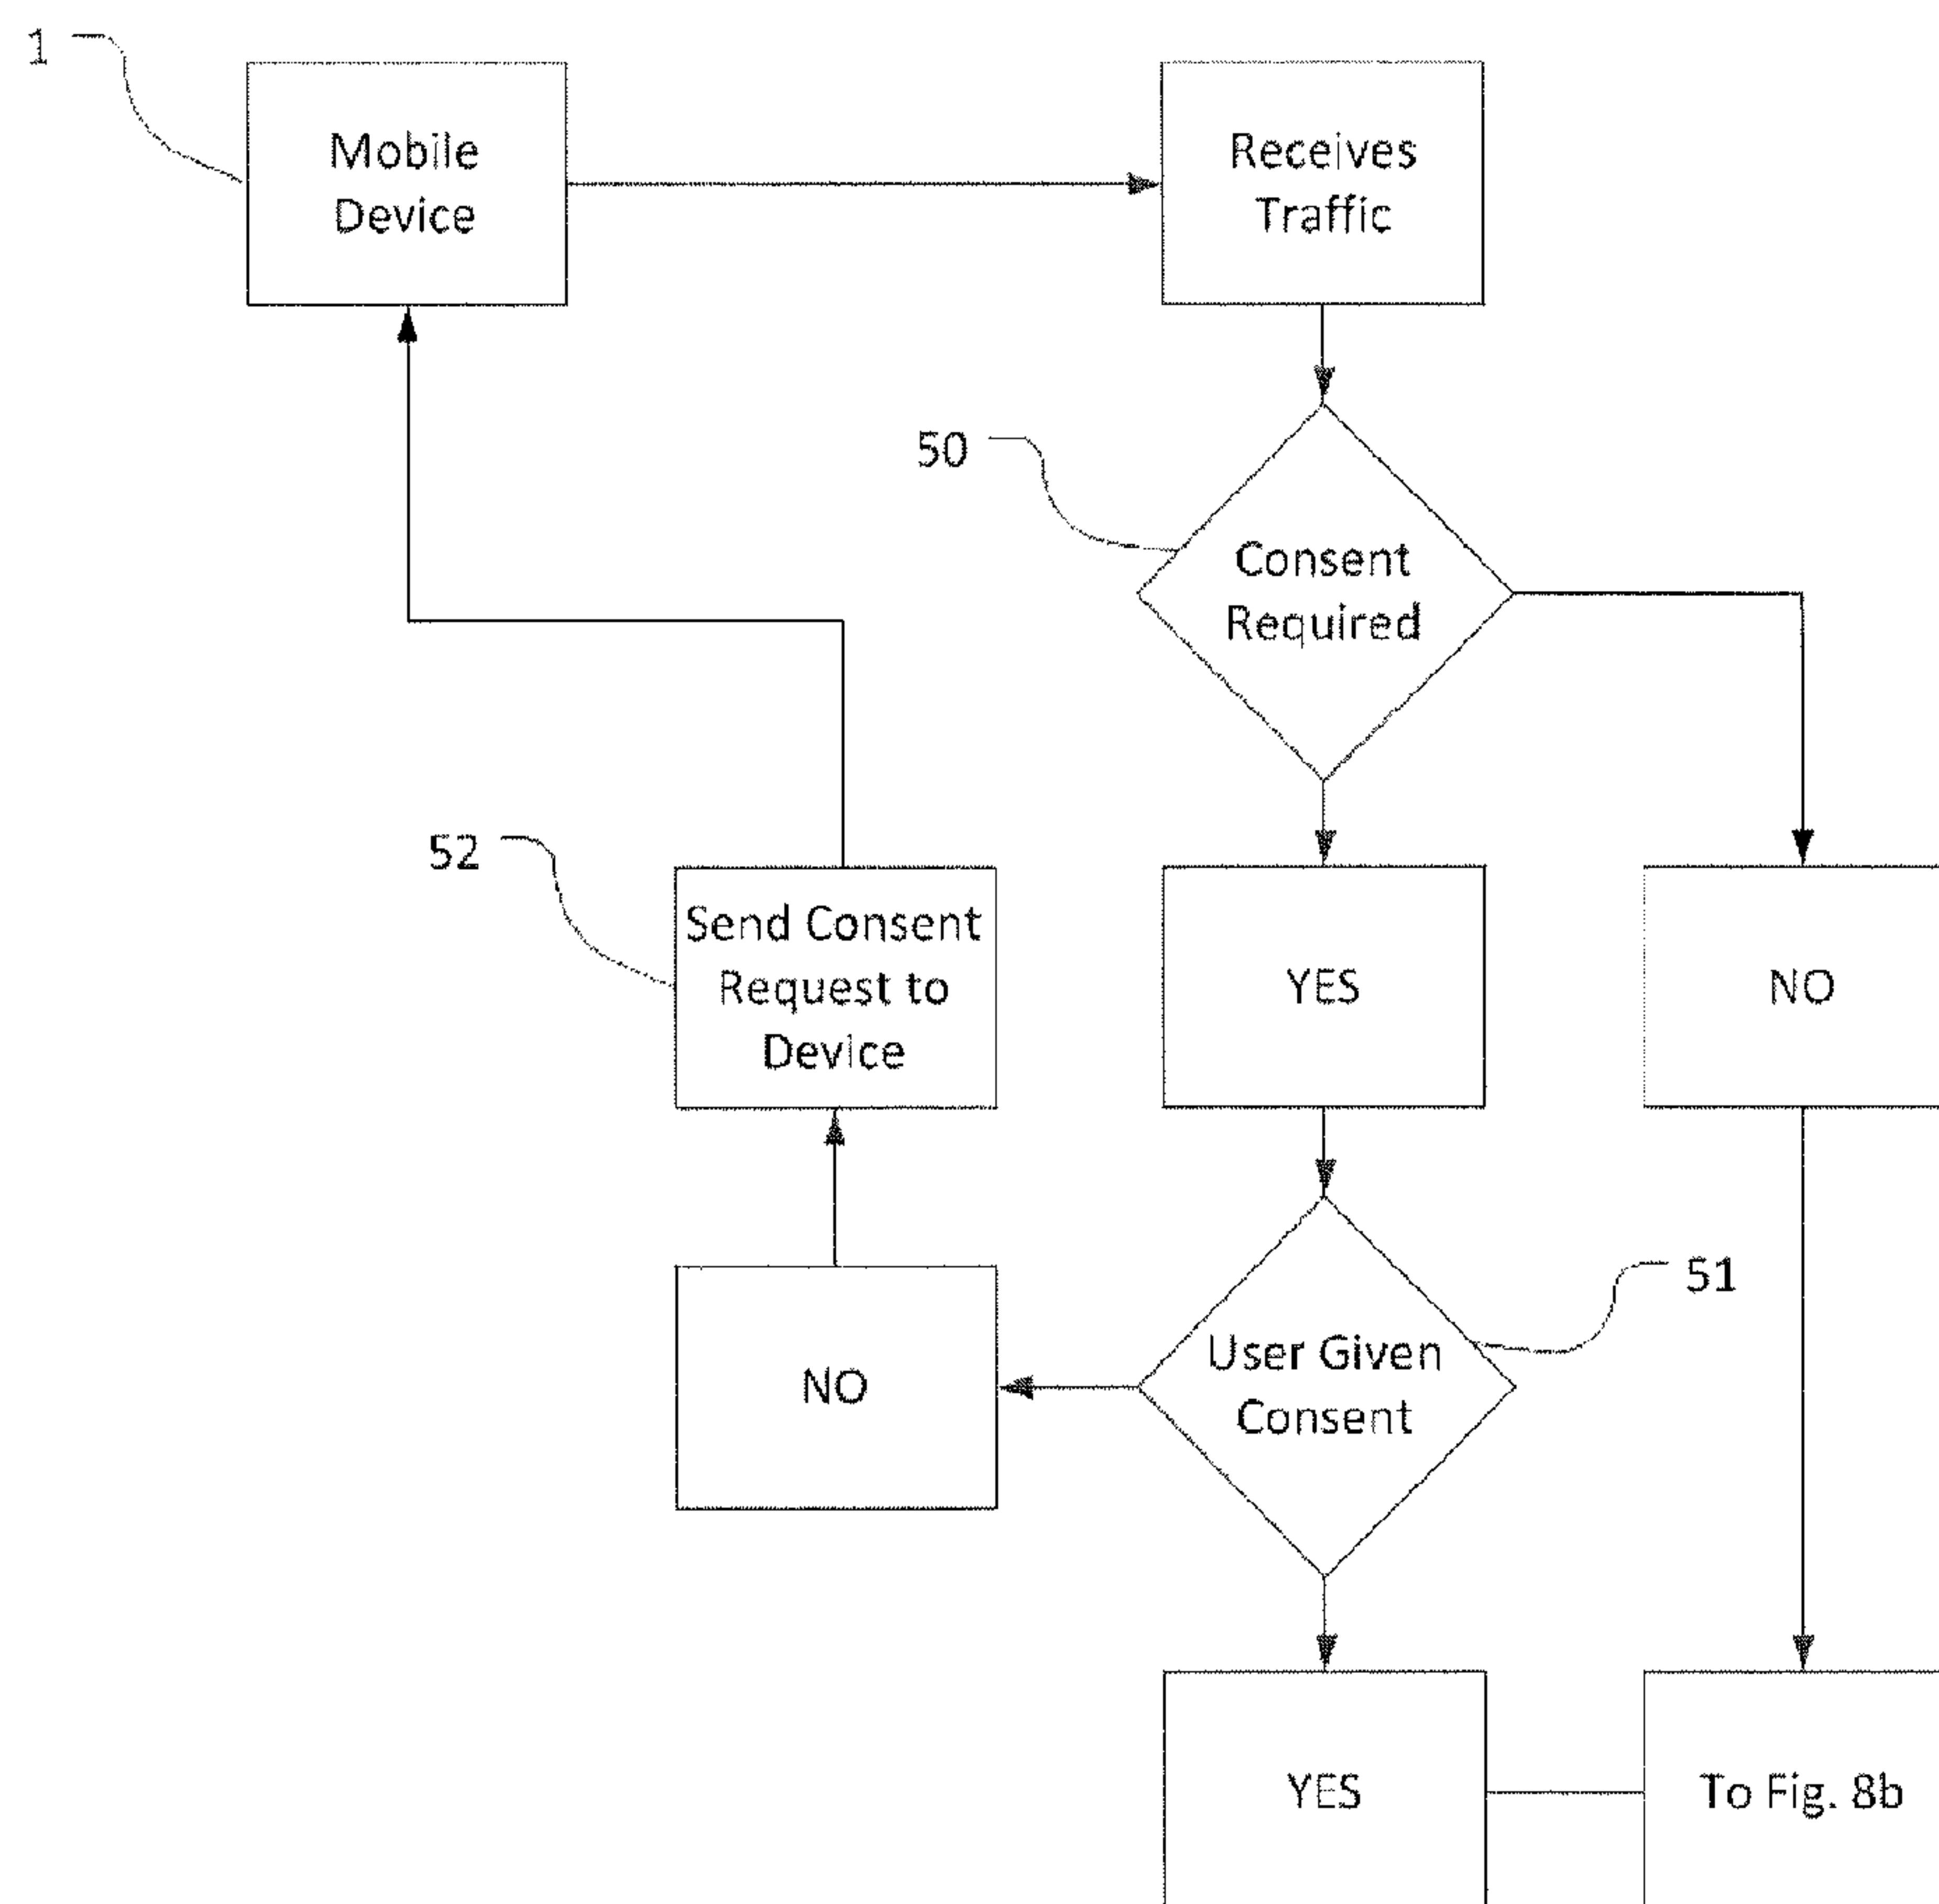 1
Mobile
Device
Receives
Traffic
50
Consent
Required
52
Send Consent
Request to
Device
YES
NO
51
NO
User Given
Consent
YES
To Fig. 8b